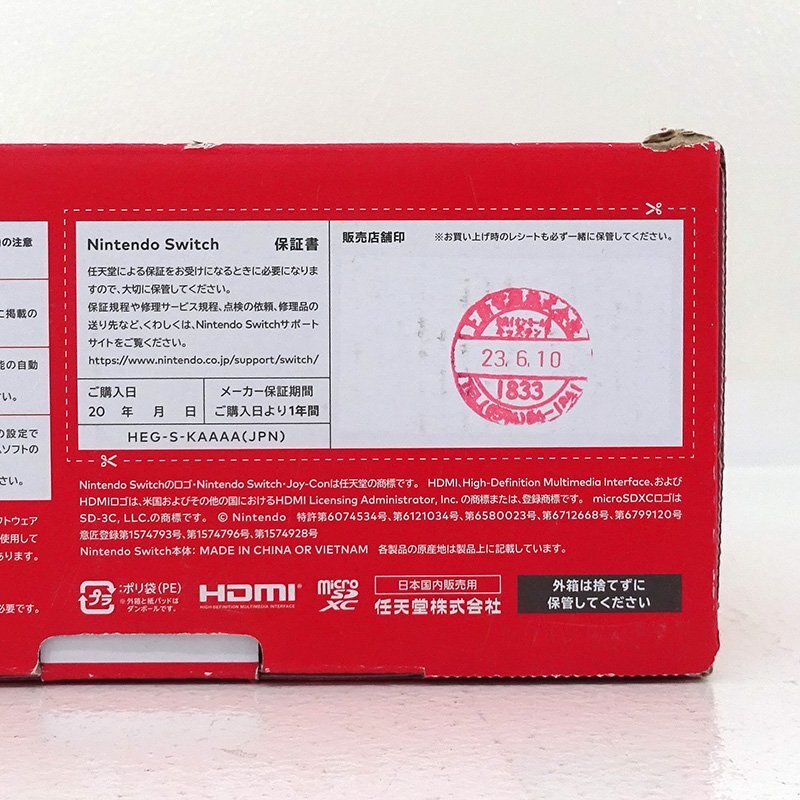 の注意
に掲載の
能の自動
い。
の設定で
ムソフトの
さい。
フトウェア
使用して
あります。
必要です。
Nintendo Switch 保証書
任天堂による保証をお受けになるときに必要になりま
すので、大切に保管してください。
保証規程や修理サービス規程、点検の依頼、修理品の
送り先など、くわしくは、Nintendo Switchサポート
サイトをご覧ください。
https://www.nintendo.co.jp/support/switch/
ご購入日
20 年 月 日
メーカー保証期間
ご購入日より1年間
HEG-S-KAAAA(JPN)
販売店舗印 ※お買い上げ時のレシートも必ず一緒に保管してください。
23.6.10
1833
Nintendo Switchのロゴ・Nintendo Switch・Joy-Conは任天堂の商標です。 HDMI、High-Definition Multimedia Interface、および
HDMIロゴは、米国およびその他の国におけるHDMI Licensing Administrator, Inc. の商標または、登録商標です。 microSDXCロゴは
SD-3C, LLC.の商標です。 © Nintendo 特許第6074534号、第6121034号、第6580023号、第6712668号、第6799120号
意匠登録第1574793号、第1574796号、第1574928号
Nintendo Switch本体: MADE IN CHINA OR VIETNAM 各製品の原産地は製品上に記載しています。
プラ
:ポリ袋(PE)
※外箱と紙パッドは
ダンボールです。
HDMI
HIGH-DEFINITION MULTIMEDIA INTERFACE
micro
SD
XC
日本国内販売用
任天堂株式会社
外箱は捨てずに
保管してください